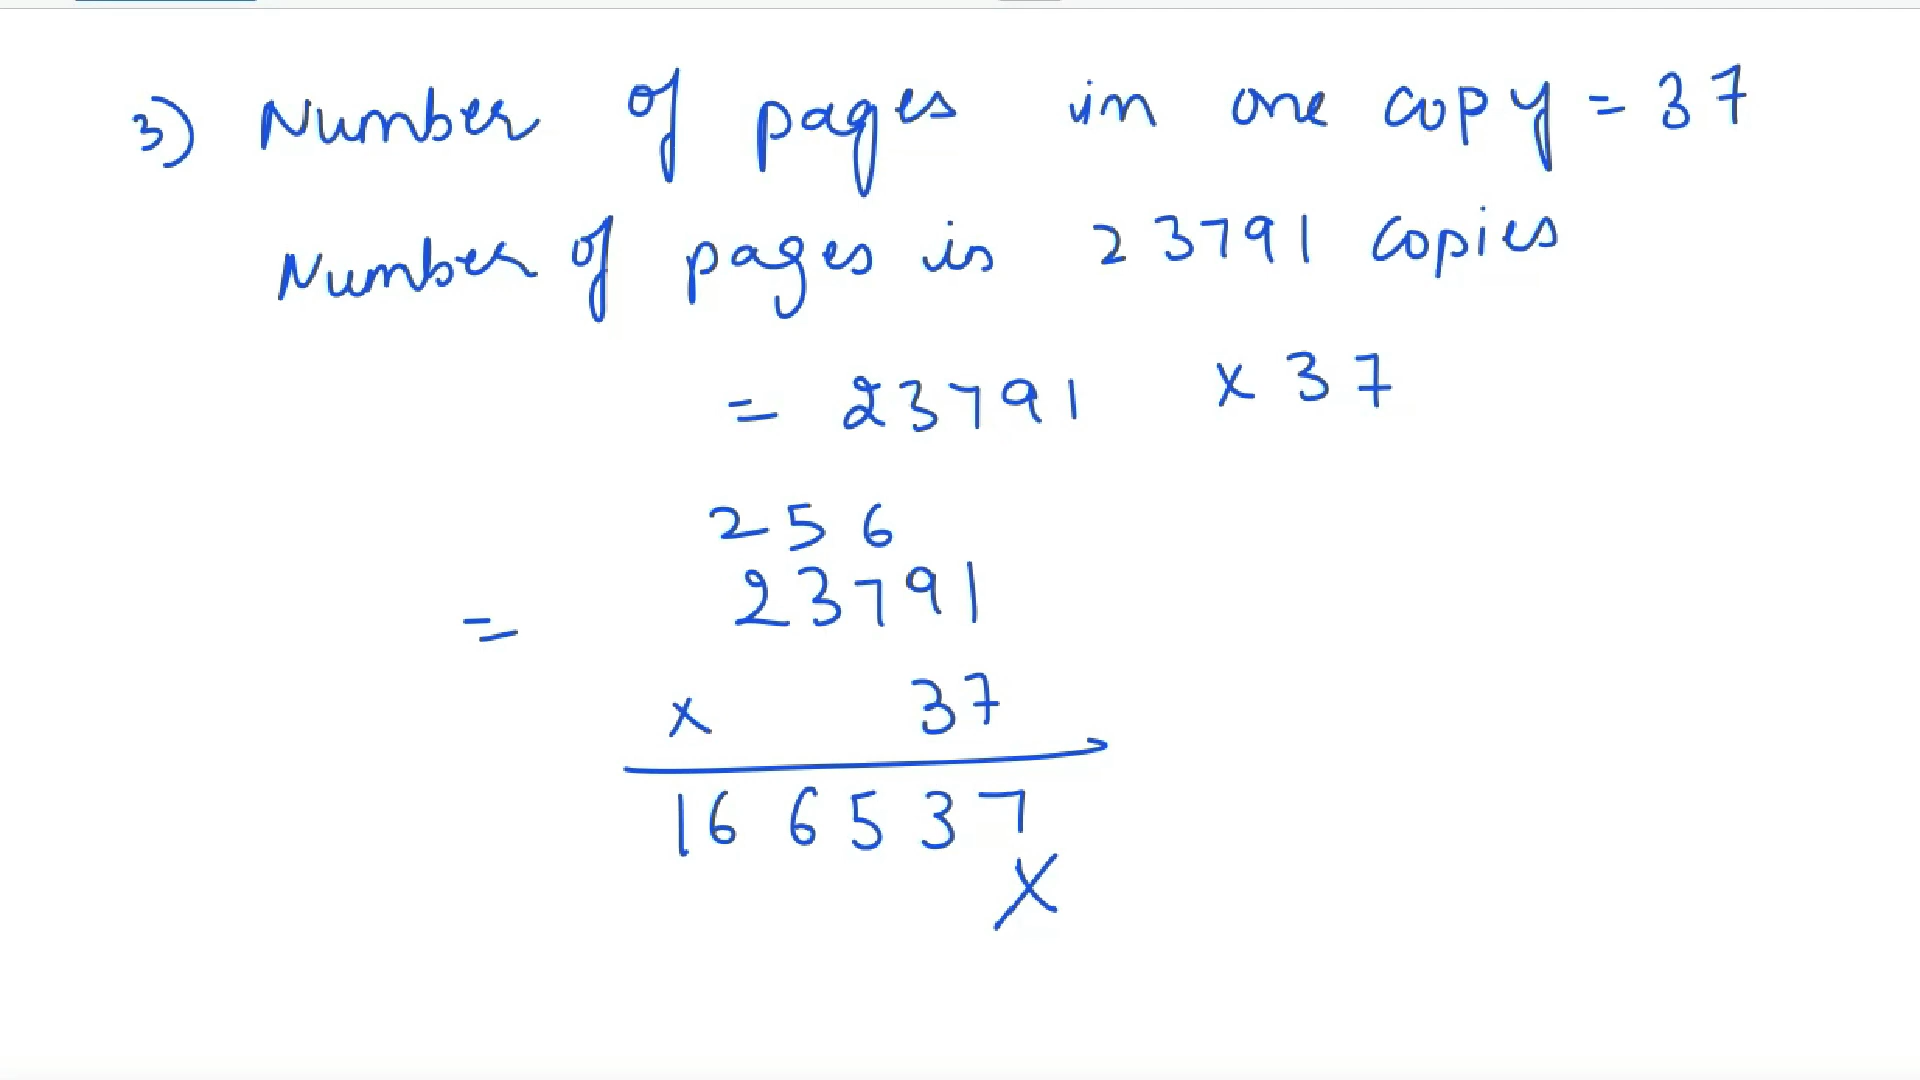 3) Number of pages in one copy = 37
Number of pages in 23791 copies
= 23791 × 37
256
= 23791
× 37
166537
×